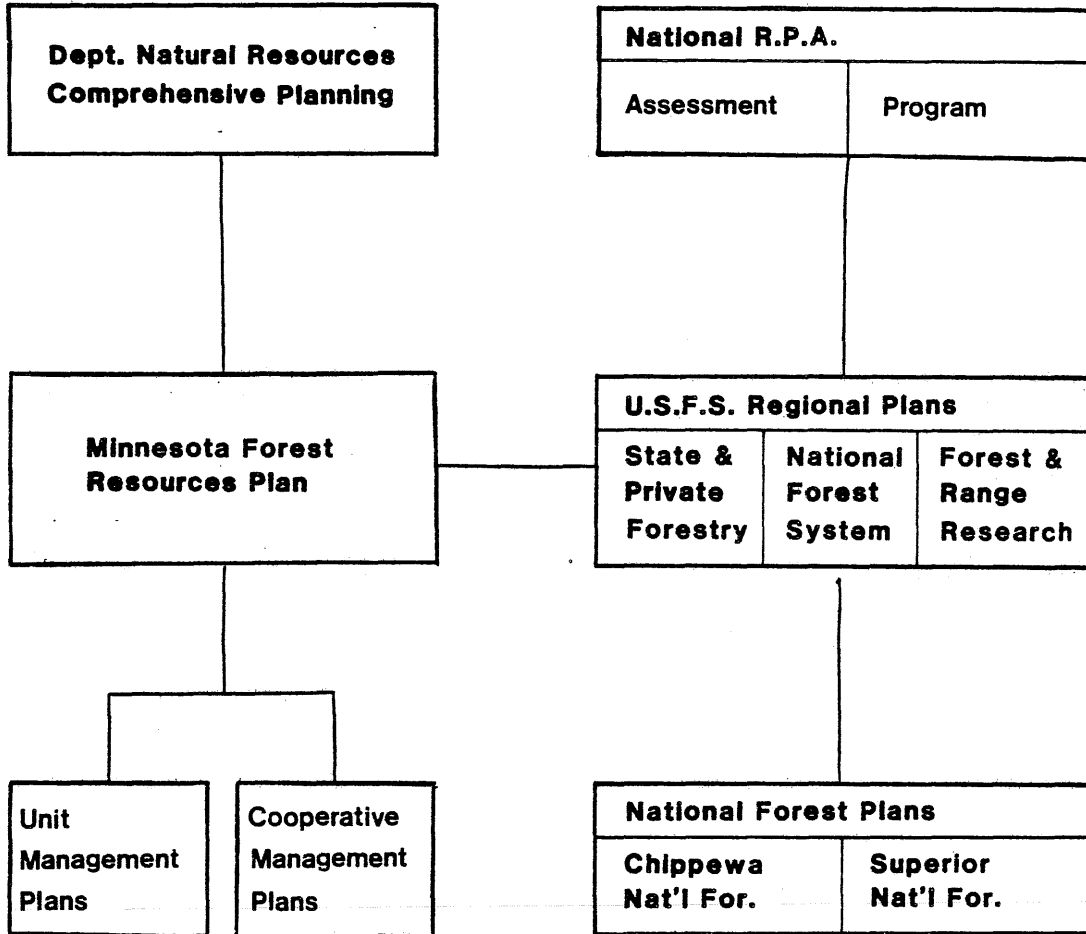 Dept. Natural Resources
Comprehensive Planning
National R.P.A.
Assessment
Program
Minnesota Forest
Resources Plan
U.S.F.S. Regional Plans
State &
Private
Forestry
National
Forest
System
Forest &
Range
Research
Unit
Management
Plans
Cooperative
Management
Plans
National Forest Plans
Chippewa
Nat'l For.
Superior
Nat'l For.